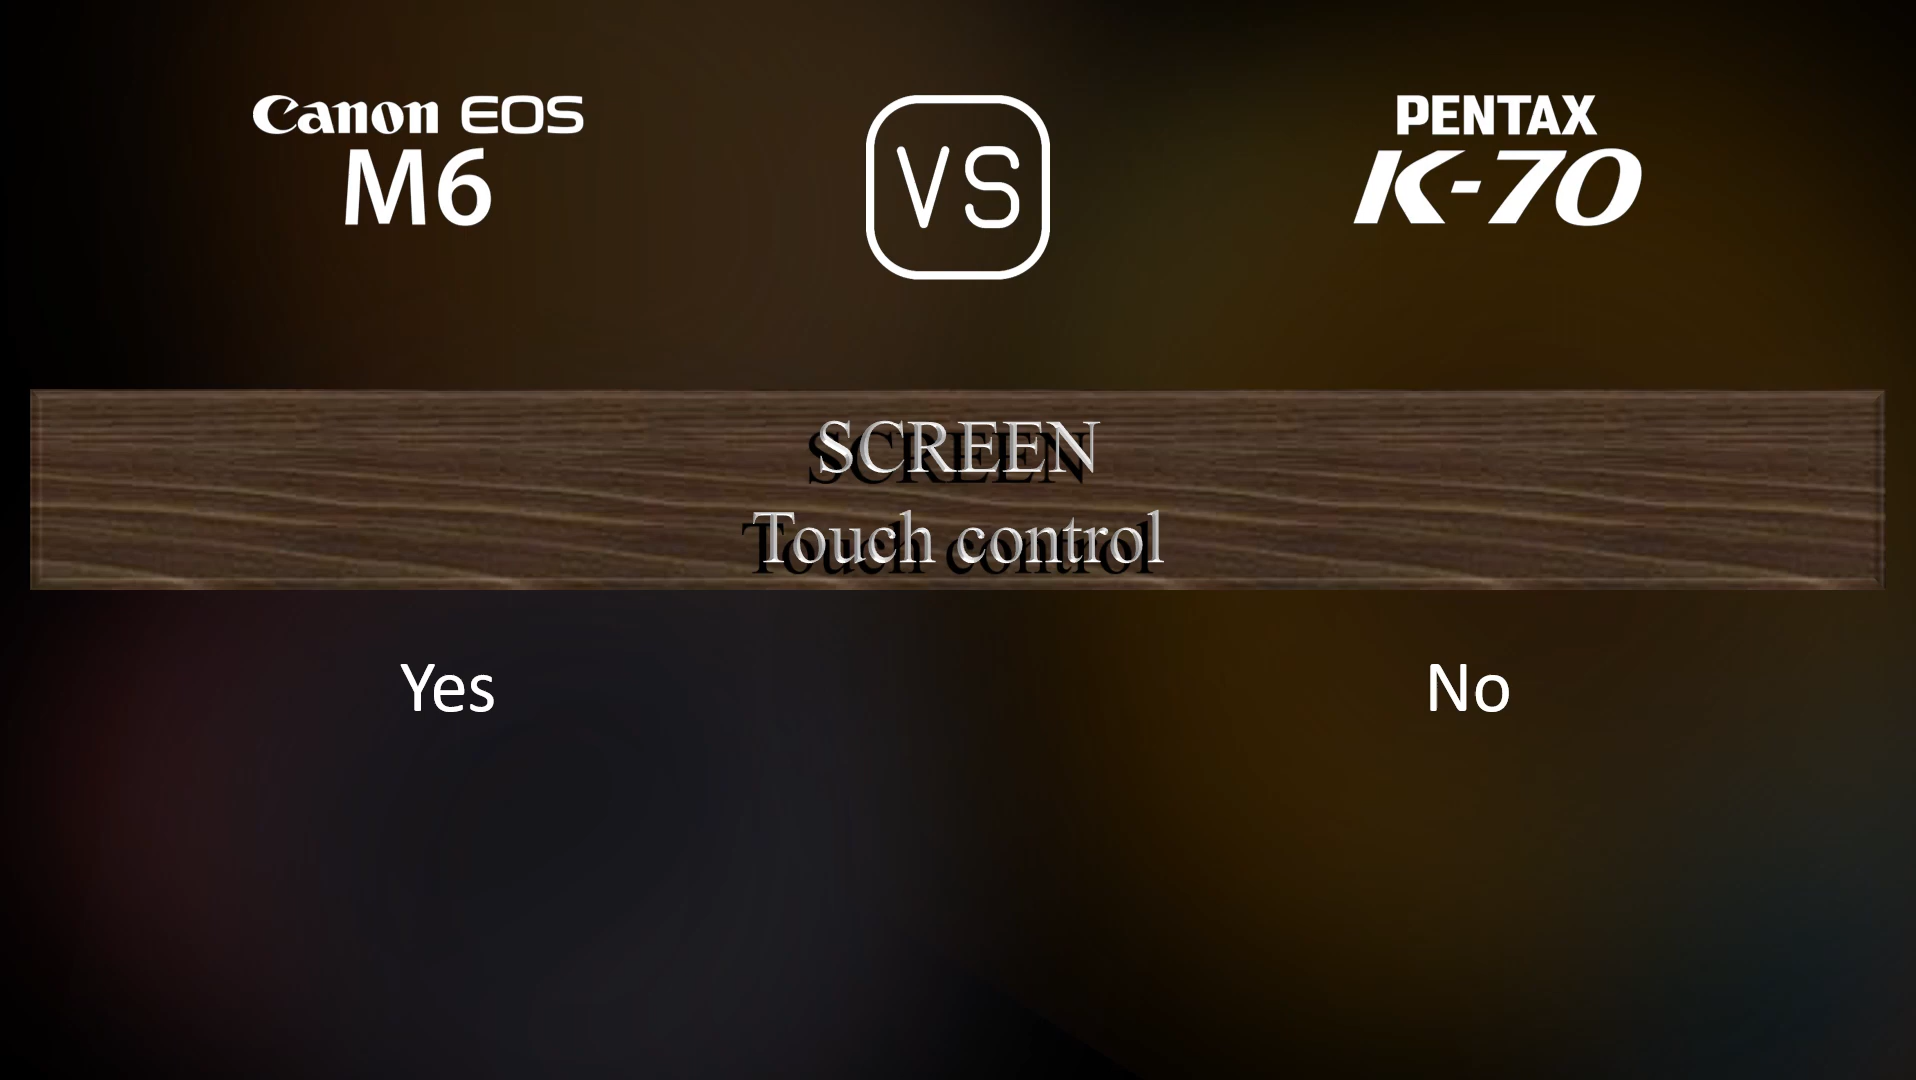 Canon EOS
M6
VS
PENTAX
K-70
SCREEN
Touch control
Yes
No